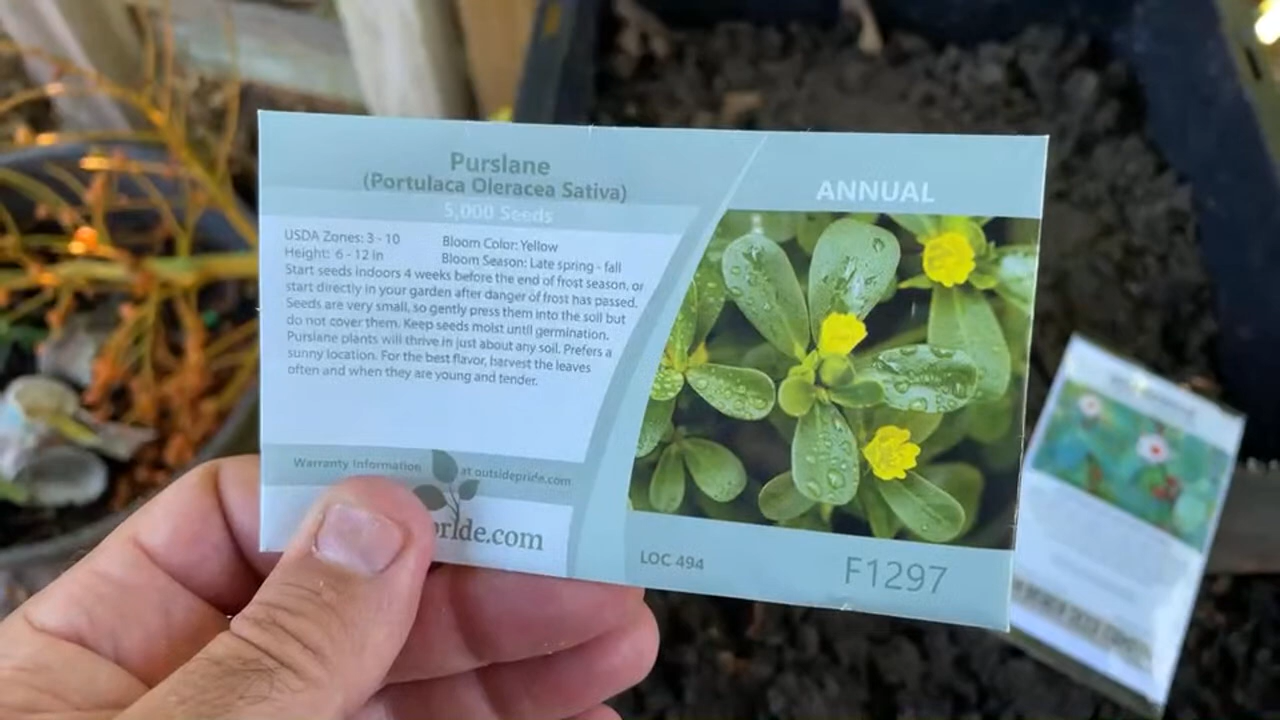 Purslane
(Portulaca Oleracea Sativa)
5,000 Seeds
ANNUAL
USDA Zones: 3 - 10
Bloom Color: Yellow
Height: 6 - 12 in
Bloom Season: Late spring - fall
Start seeds indoors 4 weeks before the end of frost season, or
start directly in your garden after danger of frost has passed.
Seeds are very small, so gently press them into the soil but
do not cover them. Keep seeds moist until germination.
Purslane plants will thrive in just about any soil. Prefers a
sunny location. For the best flavor, harvest the leaves
often and when they are young and tender.
Warranty Information at outsidepride.com
pride.com
LOC 494
F1297